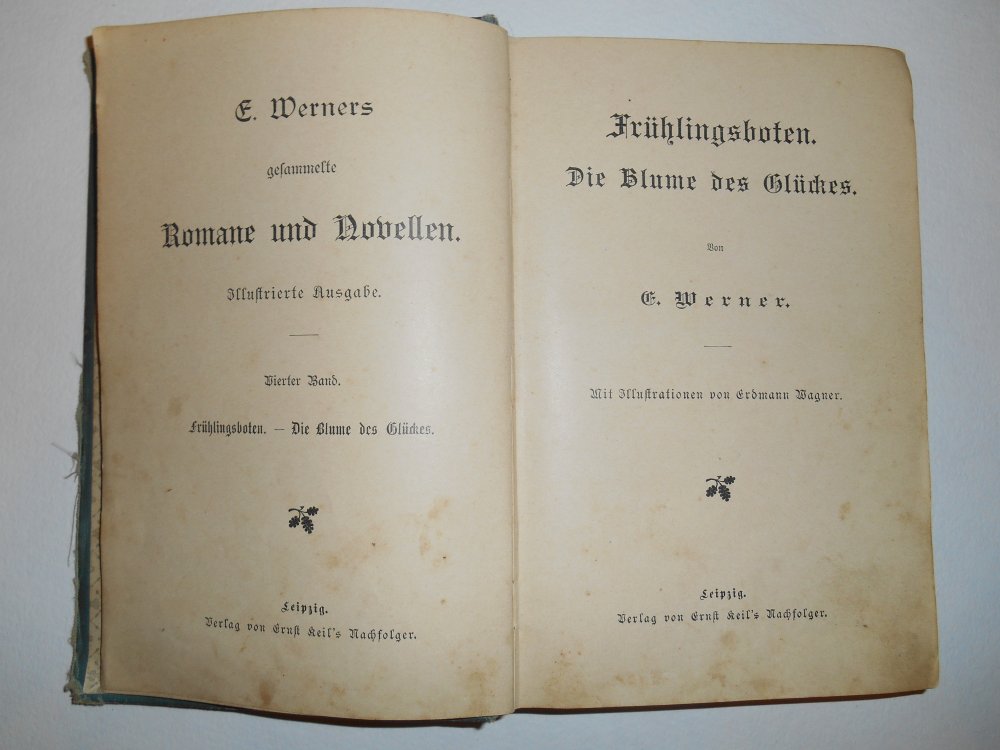 E. Werners
gesammelte
Romane und Novellen.
Illustrierte Ausgabe.
Vierter Band.
Frühlingsboten. — Die Blume des Glückes.
Leipzig.
Verlag von Ernst Keil's Nachfolger.
Frühlingsboten.
Die Blume des Glückes.
Von
E. Werner.
Mit Illustrationen von Erdmann Wagner.
Leipzig.
Verlag von Ernst Keil's Nachfolger.